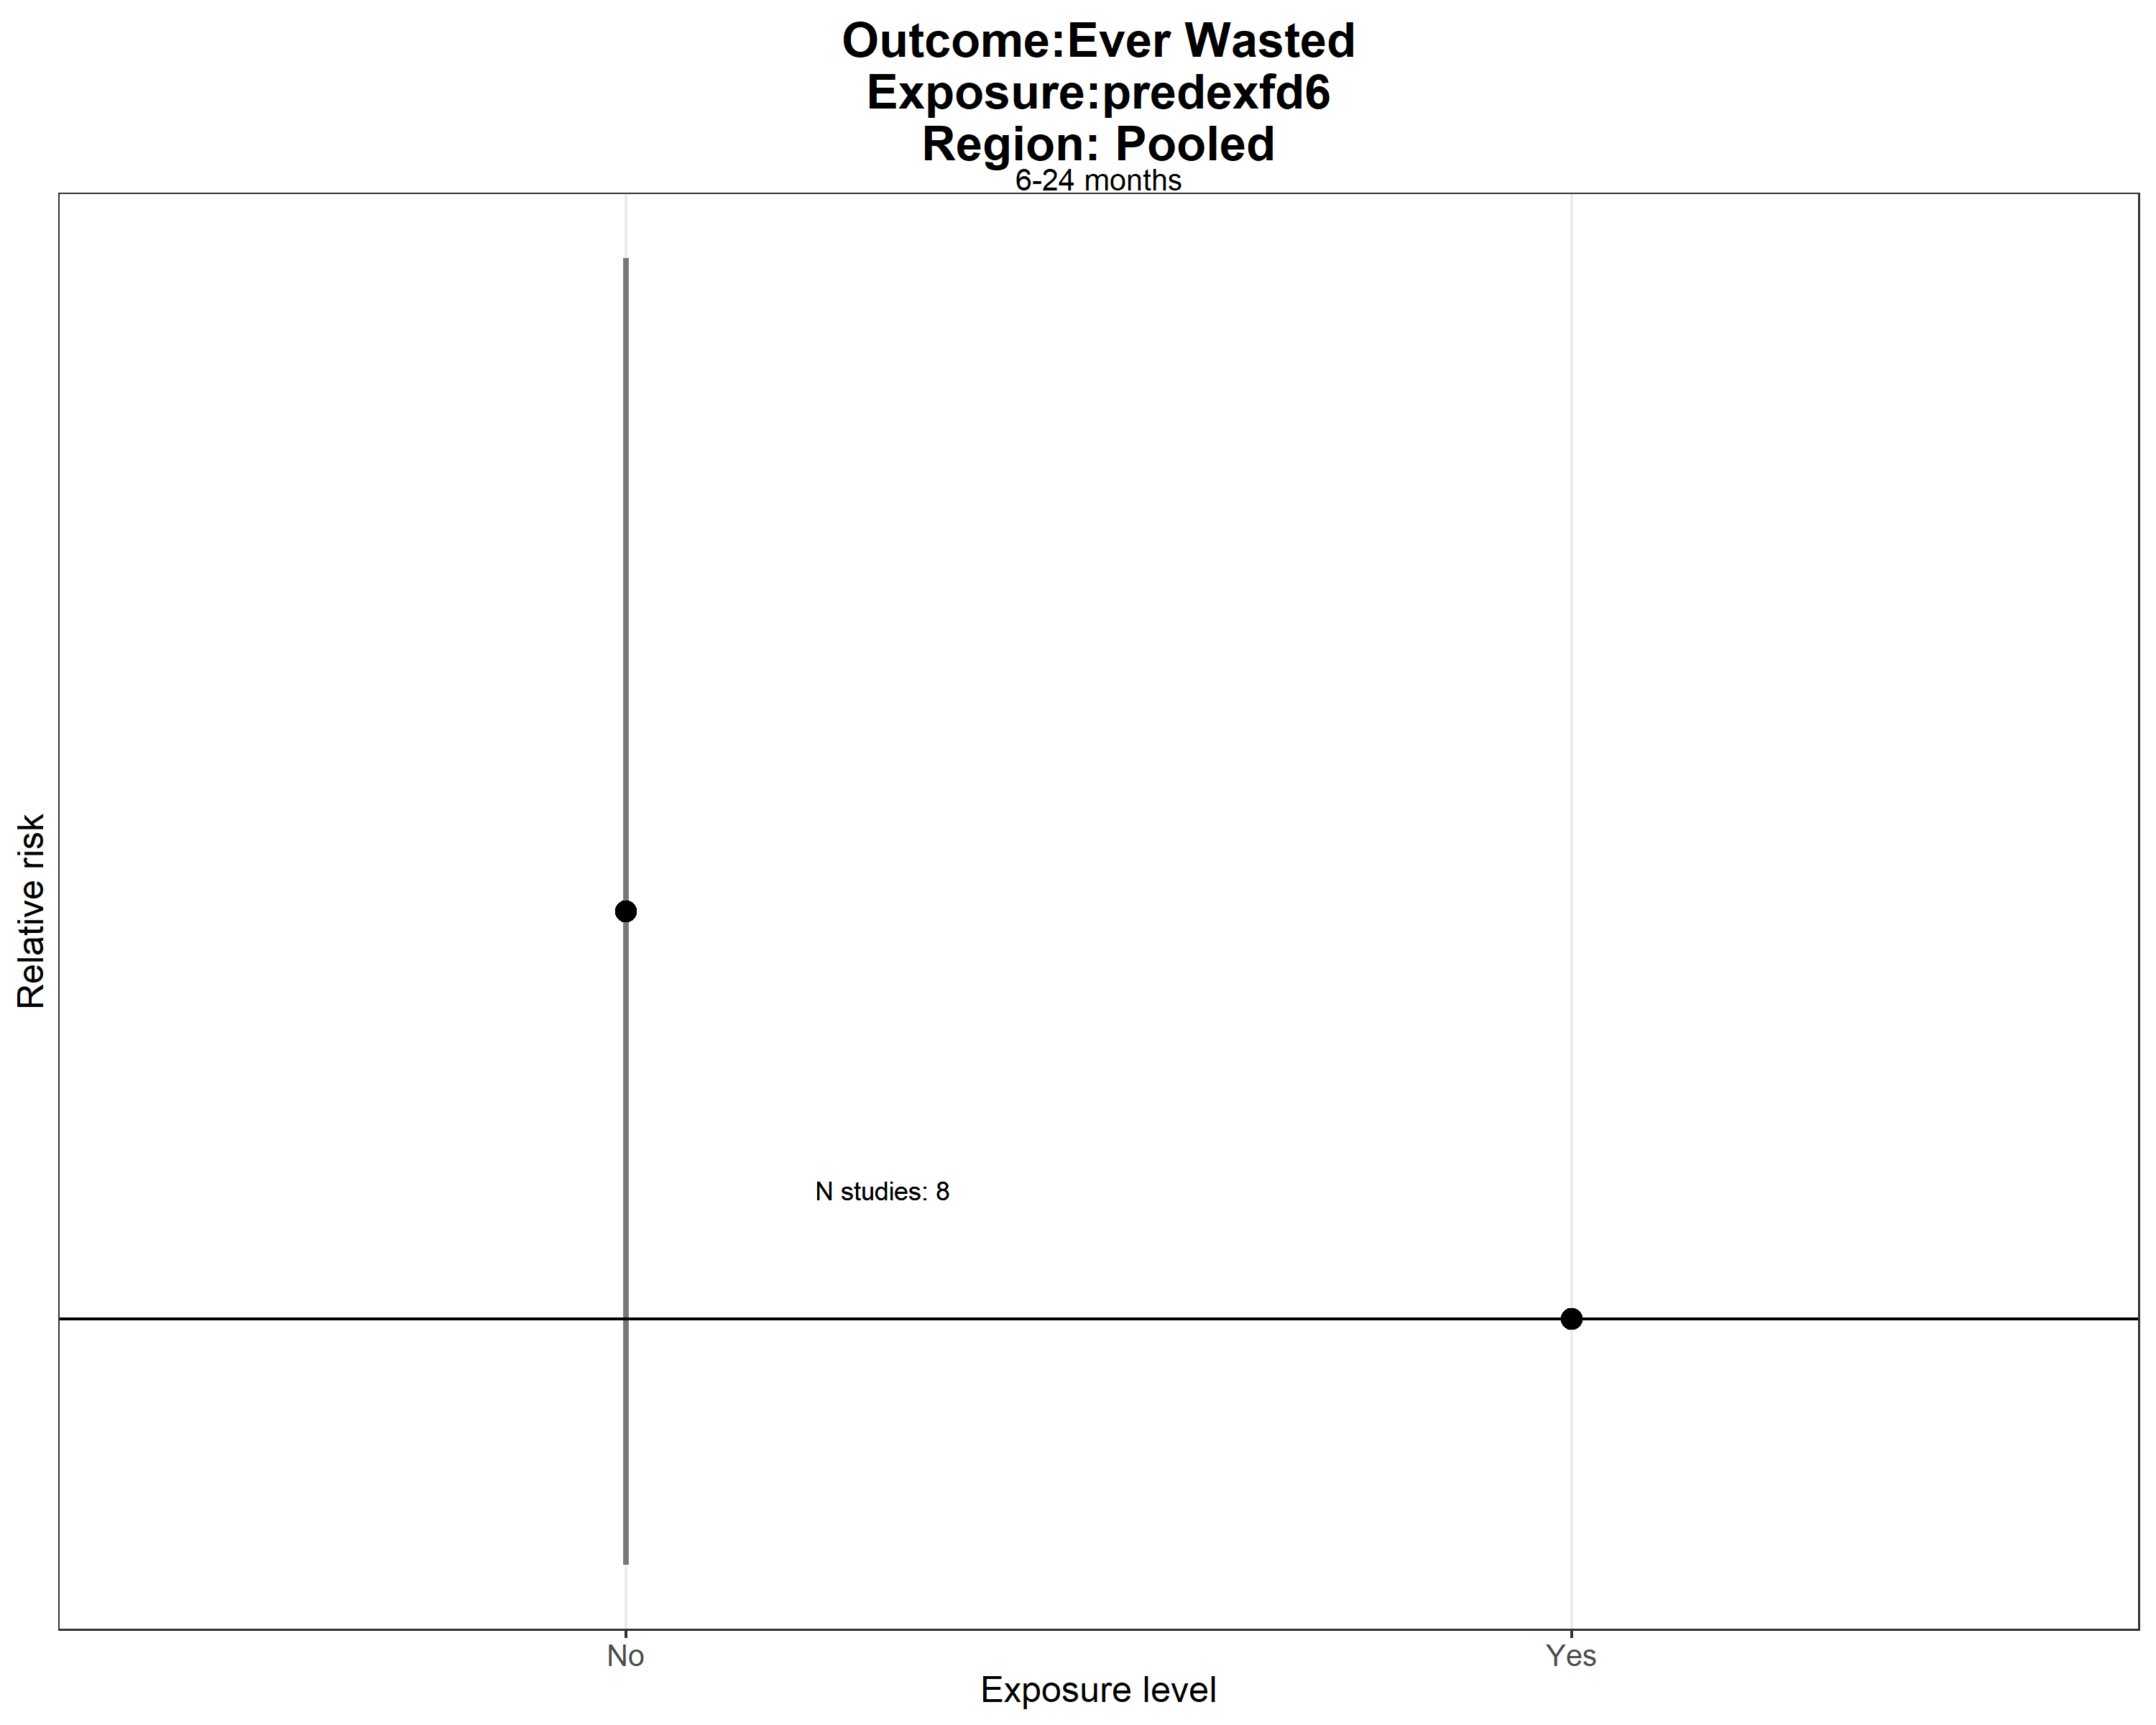 Outcome:Ever Wasted
Exposure:predexfd6
Region: Pooled
6-24 months
Relative risk
N studies: 8
No
Yes
Exposure level